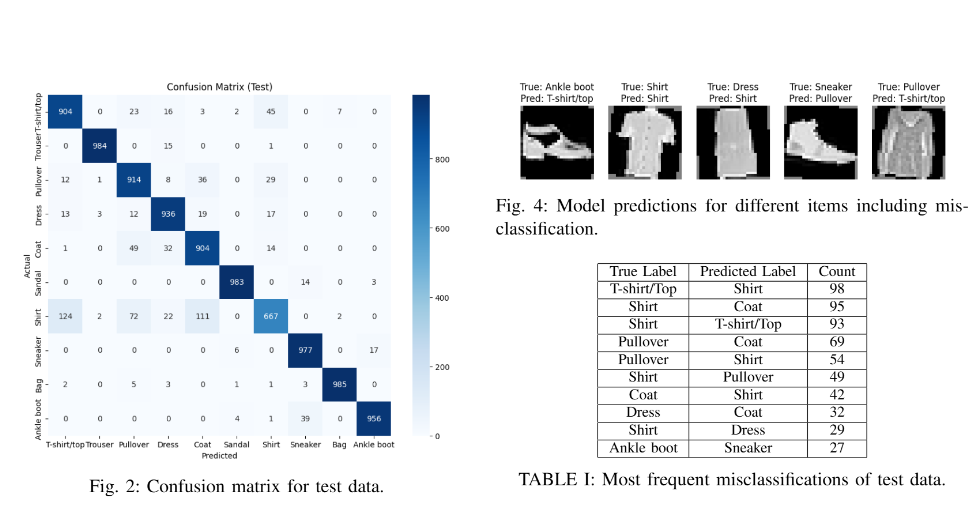 Confusion Matrix (Test)
Actual
T-shirt/top 904 0 23 16 3 2 45 0 7 0
Trouser 0 984 0 15 0 0 1 0 0 0
Pullover 12 1 914 8 36 0 29 0 0 0
Dress 13 3 12 936 19 0 17 0 0 0
Coat 1 0 49 32 904 0 14 0 0 0
Sandal 0 0 0 0 0 983 0 14 0 3
Shirt 124 2 72 22 111 0 667 0 2 0
Sneaker 0 0 0 0 0 6 0 977 0 17
Bag 2 0 5 3 0 1 1 3 985 0
Ankle boot 0 0 0 0 0 4 1 39 0 956
T-shirt/top Trouser Pullover Dress Coat Sandal Shirt Sneaker Bag Ankle boot
Predicted
800
600
400
200
0
Fig. 2: Confusion matrix for test data.
True: Ankle boot
Pred: T-shirt/top
True: Shirt
Pred: Shirt
True: Dress
Pred: Shirt
True: Sneaker
Pred: Pullover
True: Pullover
Pred: T-shirt/top
Fig. 4: Model predictions for different items including mis-
classification.
True Label Predicted Label Count
T-shirt/Top Shirt 98
Shirt Coat 95
Shirt T-shirt/Top 93
Pullover Coat 69
Pullover Shirt 54
Shirt Pullover 49
Coat Shirt 42
Dress Coat 32
Shirt Dress 29
Ankle boot Sneaker 27
TABLE I: Most frequent misclassifications of test data.